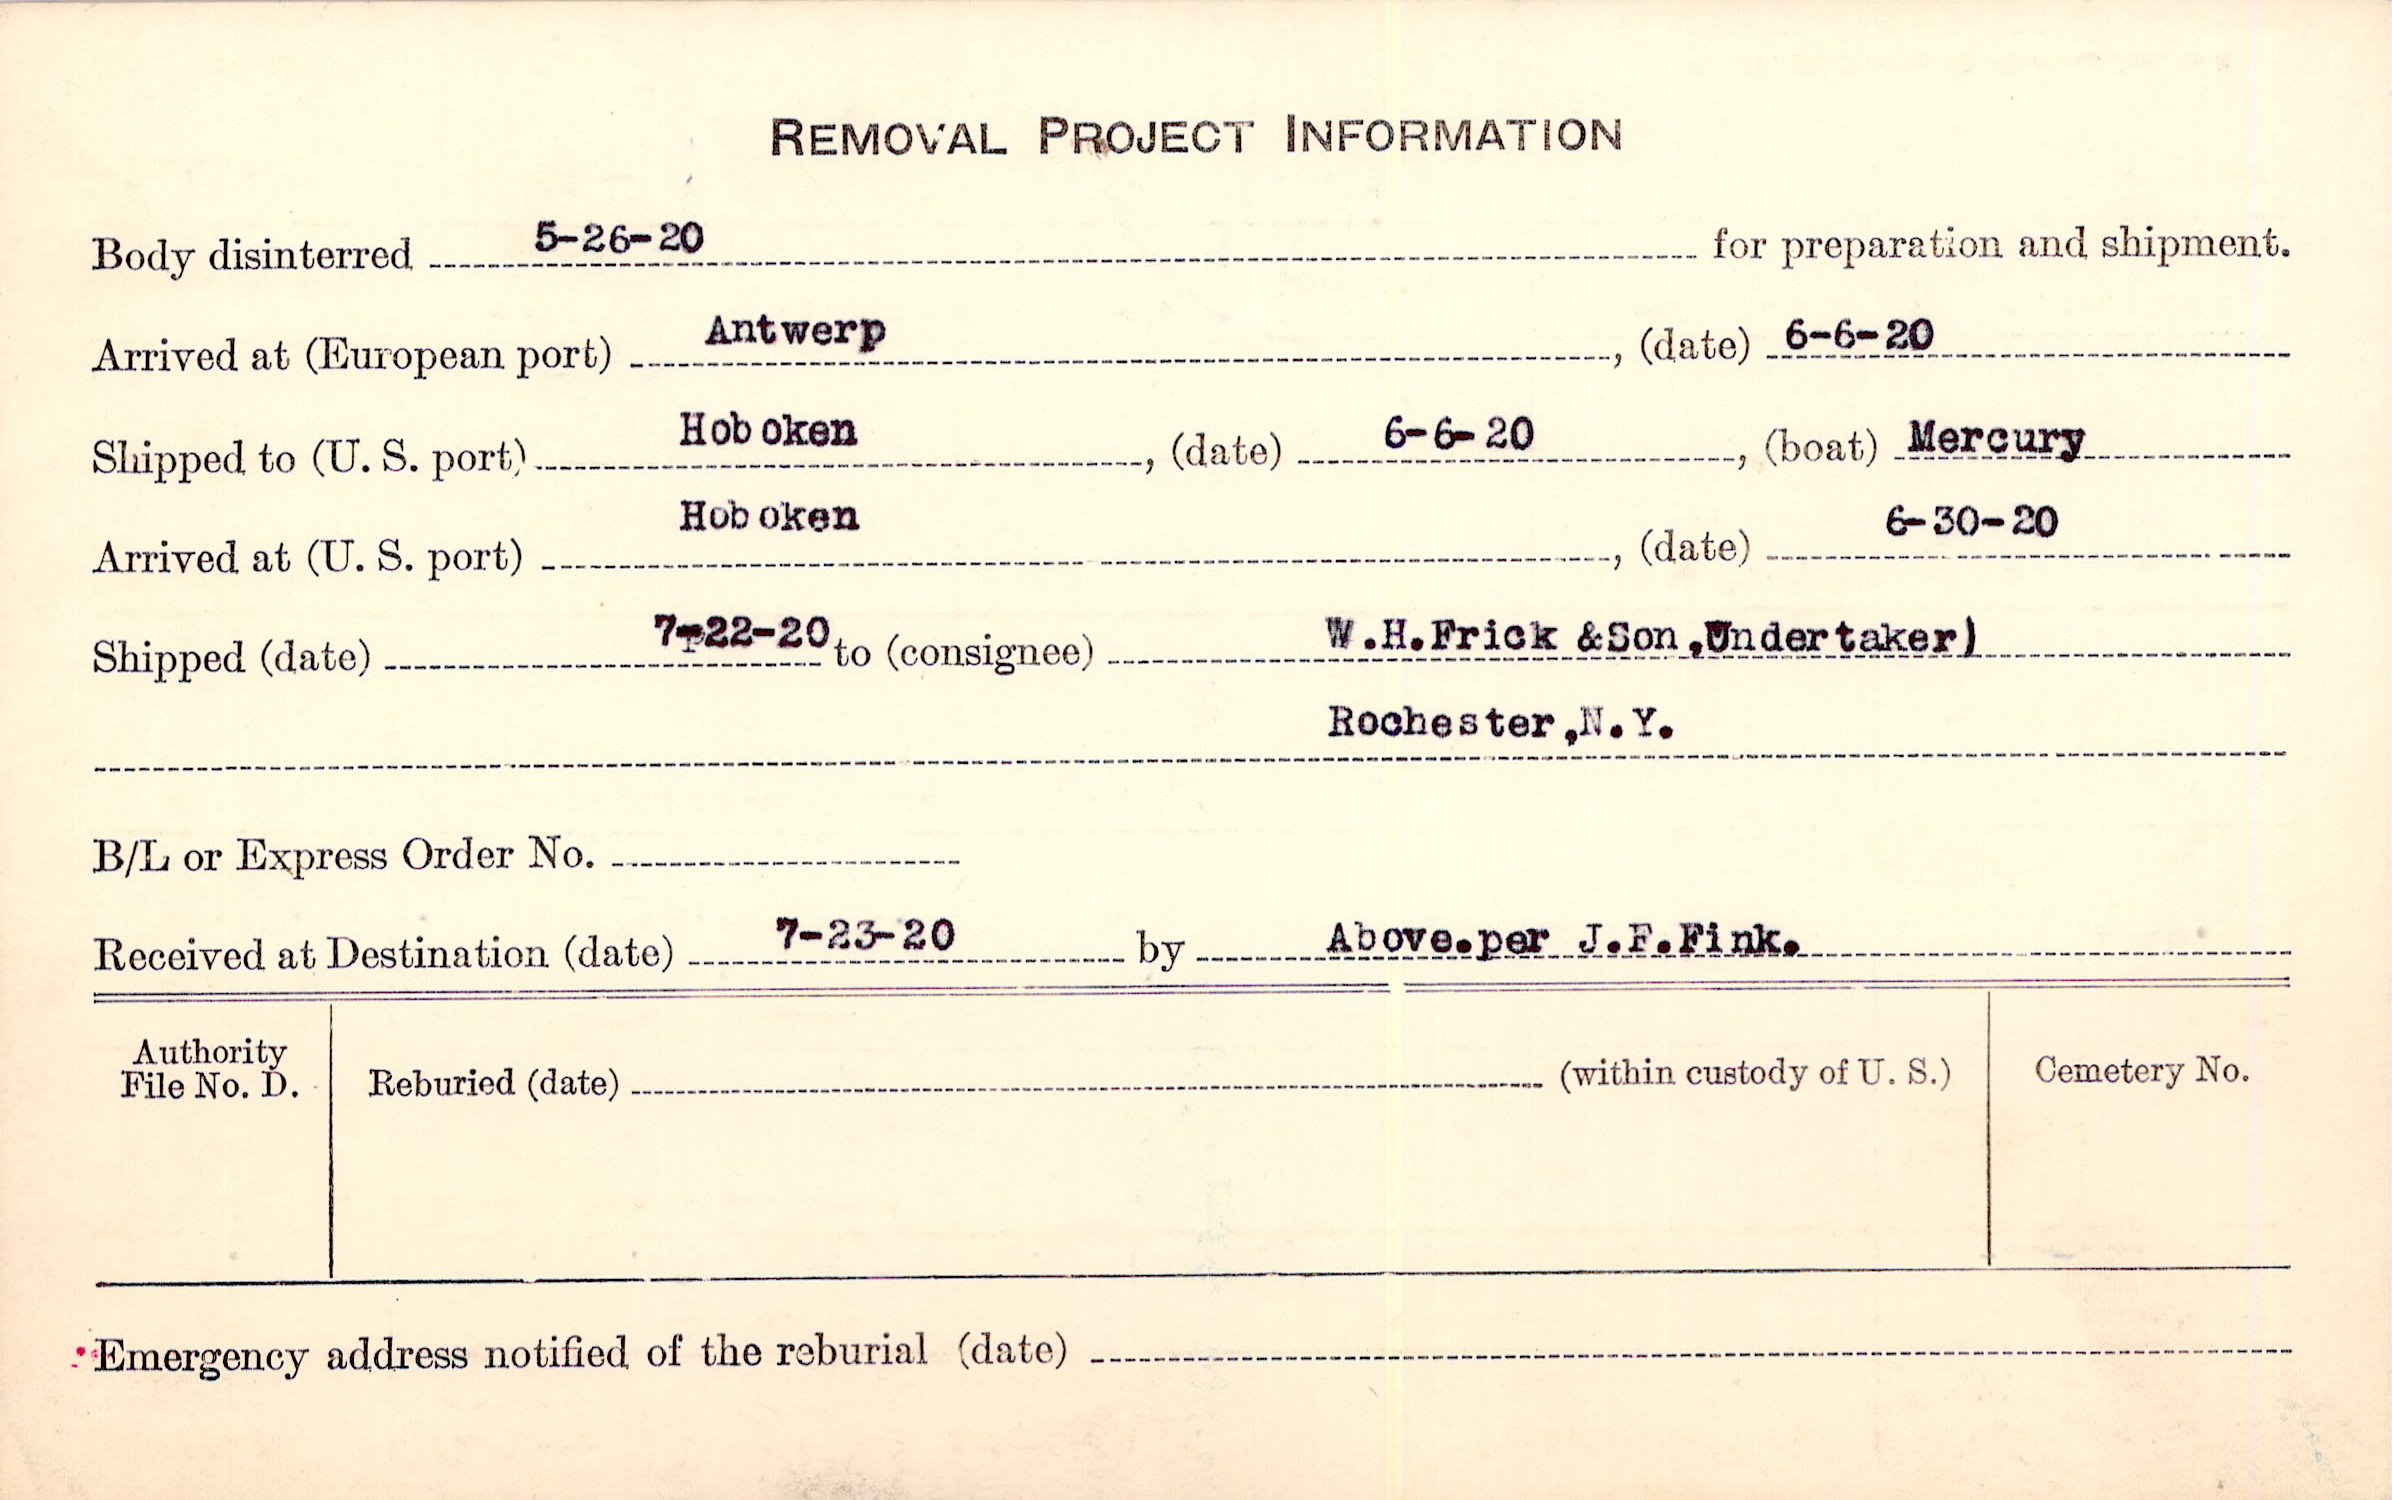 REMOVAL PROJECT INFORMATION
Body disinterred 5-26-20 for preparation and shipment.
Arrived at (European port) Antwerp, (date) 6-6-20
Shipped to (U. S. port) Hoboken, (date) 6-6-20, (boat) Mercury
Arrived at (U. S. port) Hoboken, (date) 6-30-20
Shipped (date) 7-22-20 to (consignee) W.H.Frick &Son,Undertaker)
Rochester,N.Y.
B/L or Express Order No.
Received at Destination (date) 7-23-20 by Above.per J.F.Fink.
Authority
File No. D.
Reburied (date) (within custody of U. S.)
Cemetery No.
Emergency address notified of the reburial (date)